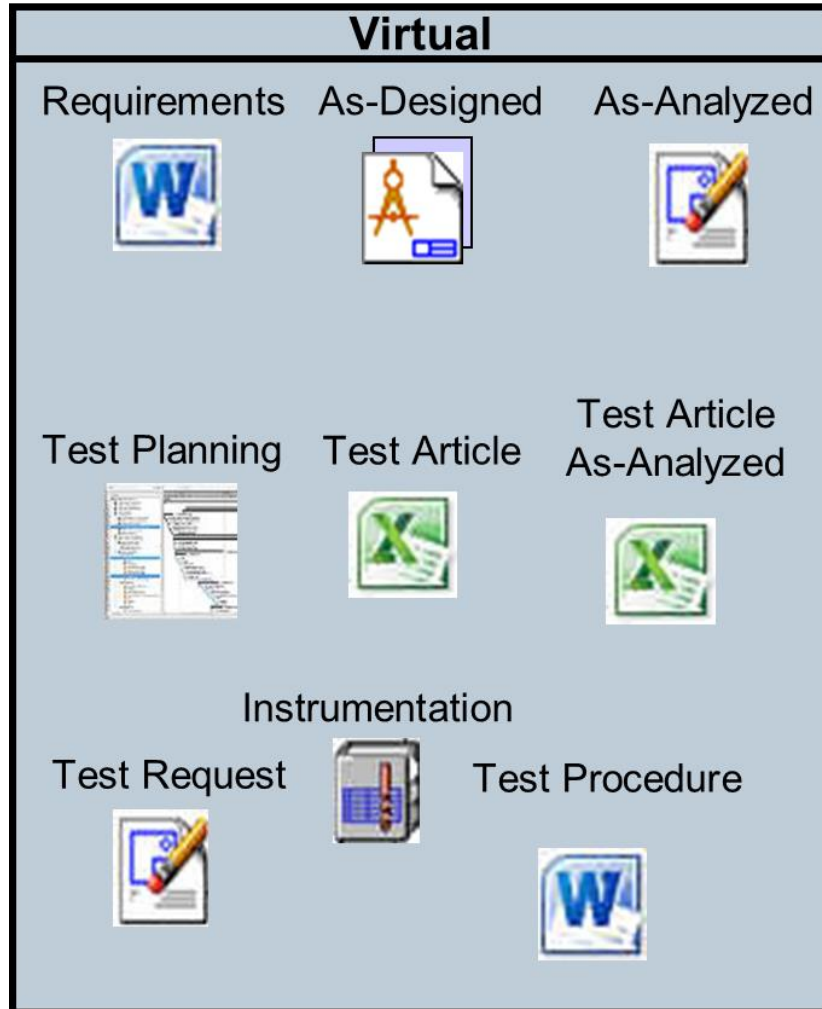 Virtual
Requirements
As-Designed
As-Analyzed
Test Planning
Test Article
Test Article
As-Analyzed
Instrumentation
Test Request
Test Procedure